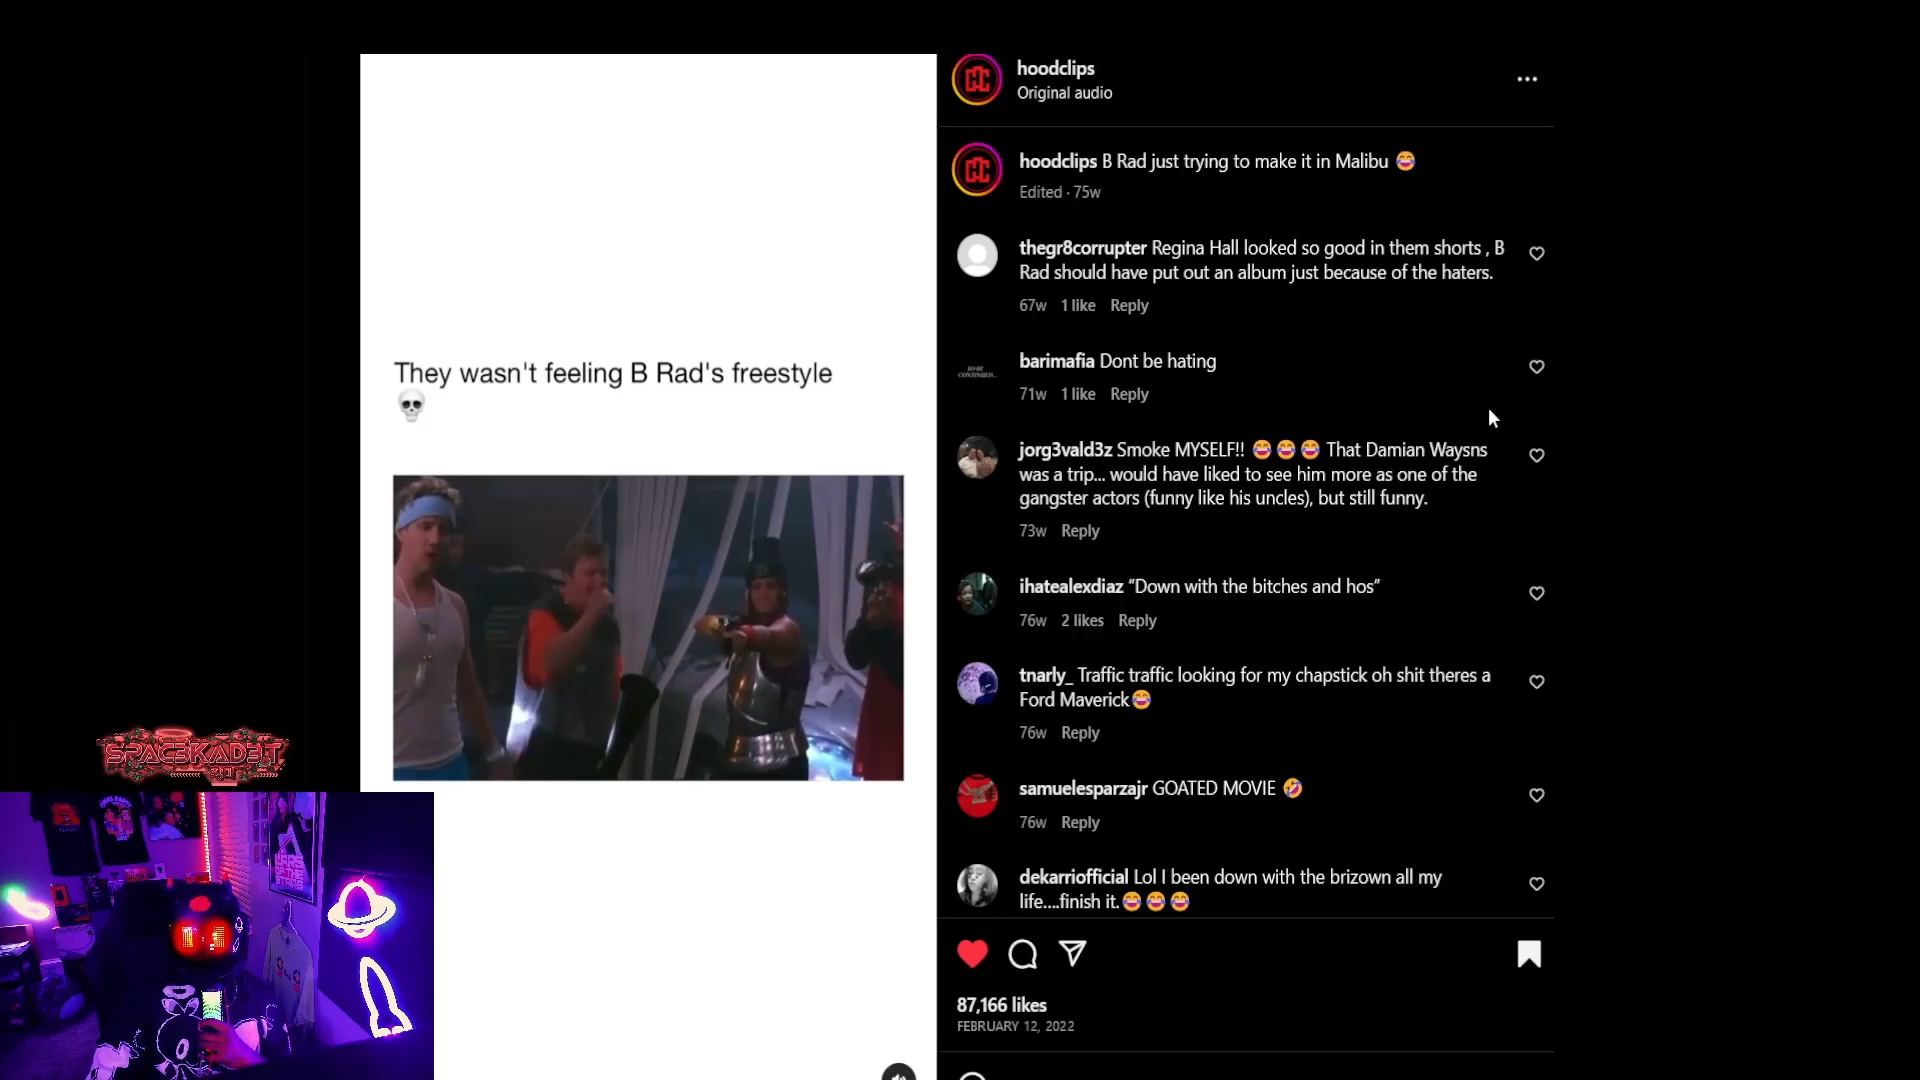 hoodclips
Original audio
hoodclips B Rad just trying to make it in Malibu 😂
Edited · 75w
thegr8corrupter Regina Hall looked so good in them shorts , B
Rad should have put out an album just because of the haters.
67w 1 like Reply
barimafia Dont be hating
71w 1 like Reply
jorg3vald3z Smoke MYSELF!! 😂😂😂 That Damian Waysns
was a trip... would have liked to see him more as one of the
gangster actors (funny like his uncles), but still funny.
73w Reply
ihatealexdiaz “Down with the bitches and hos”
76w 2 likes Reply
tnarly_ Traffic traffic looking for my chapstick oh shit theres a
Ford Maverick😂
76w Reply
samuelesparzajr GOATED MOVIE 🤣
76w Reply
dekarriofficial Lol I been down with the brizown all my
life....finish it.😂😂😂
87,166 likes
FEBRUARY 12, 2022
They wasn't feeling B Rad's freestyle
💀
SPAC3KAD3T